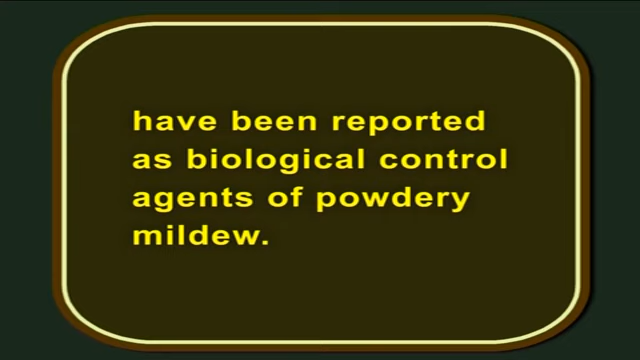 have been reported
as biological control
agents of powdery
mildew.